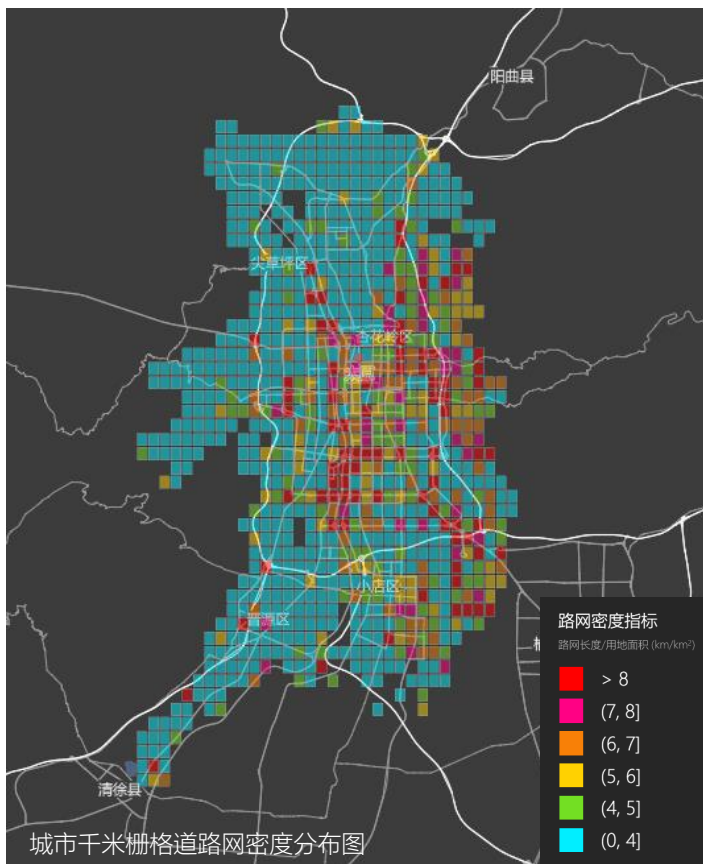 阳曲县
尖草坪区
杏花岭区
小店区
晋源区
清徐县
路网密度指标
路网长度/用地面积 (km/km²)
> 8
(7, 8]
(6, 7]
(5, 6]
(4, 5]
(0, 4]
城市千米栅格道路网密度分布图